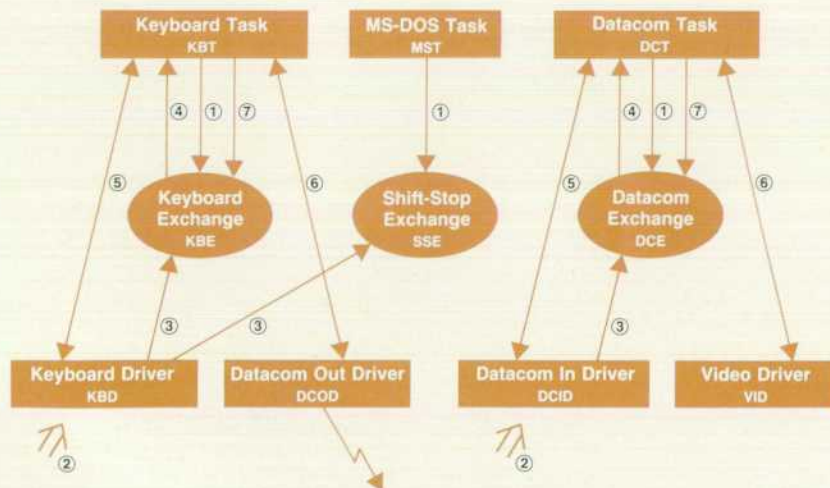 Keyboard Task
KBT
MS-DOS Task
MST
Datacom Task
DCT
④
①
⑦
①
④
①
⑦
⑤
⑥
⑤
⑥
Keyboard
Exchange
KBE
Shift-Stop
Exchange
SSE
Datacom
Exchange
DCE
③
③
③
Keyboard Driver
KBD
Datacom Out Driver
DCOD
Datacom In Driver
DCID
Video Driver
VID
②
②